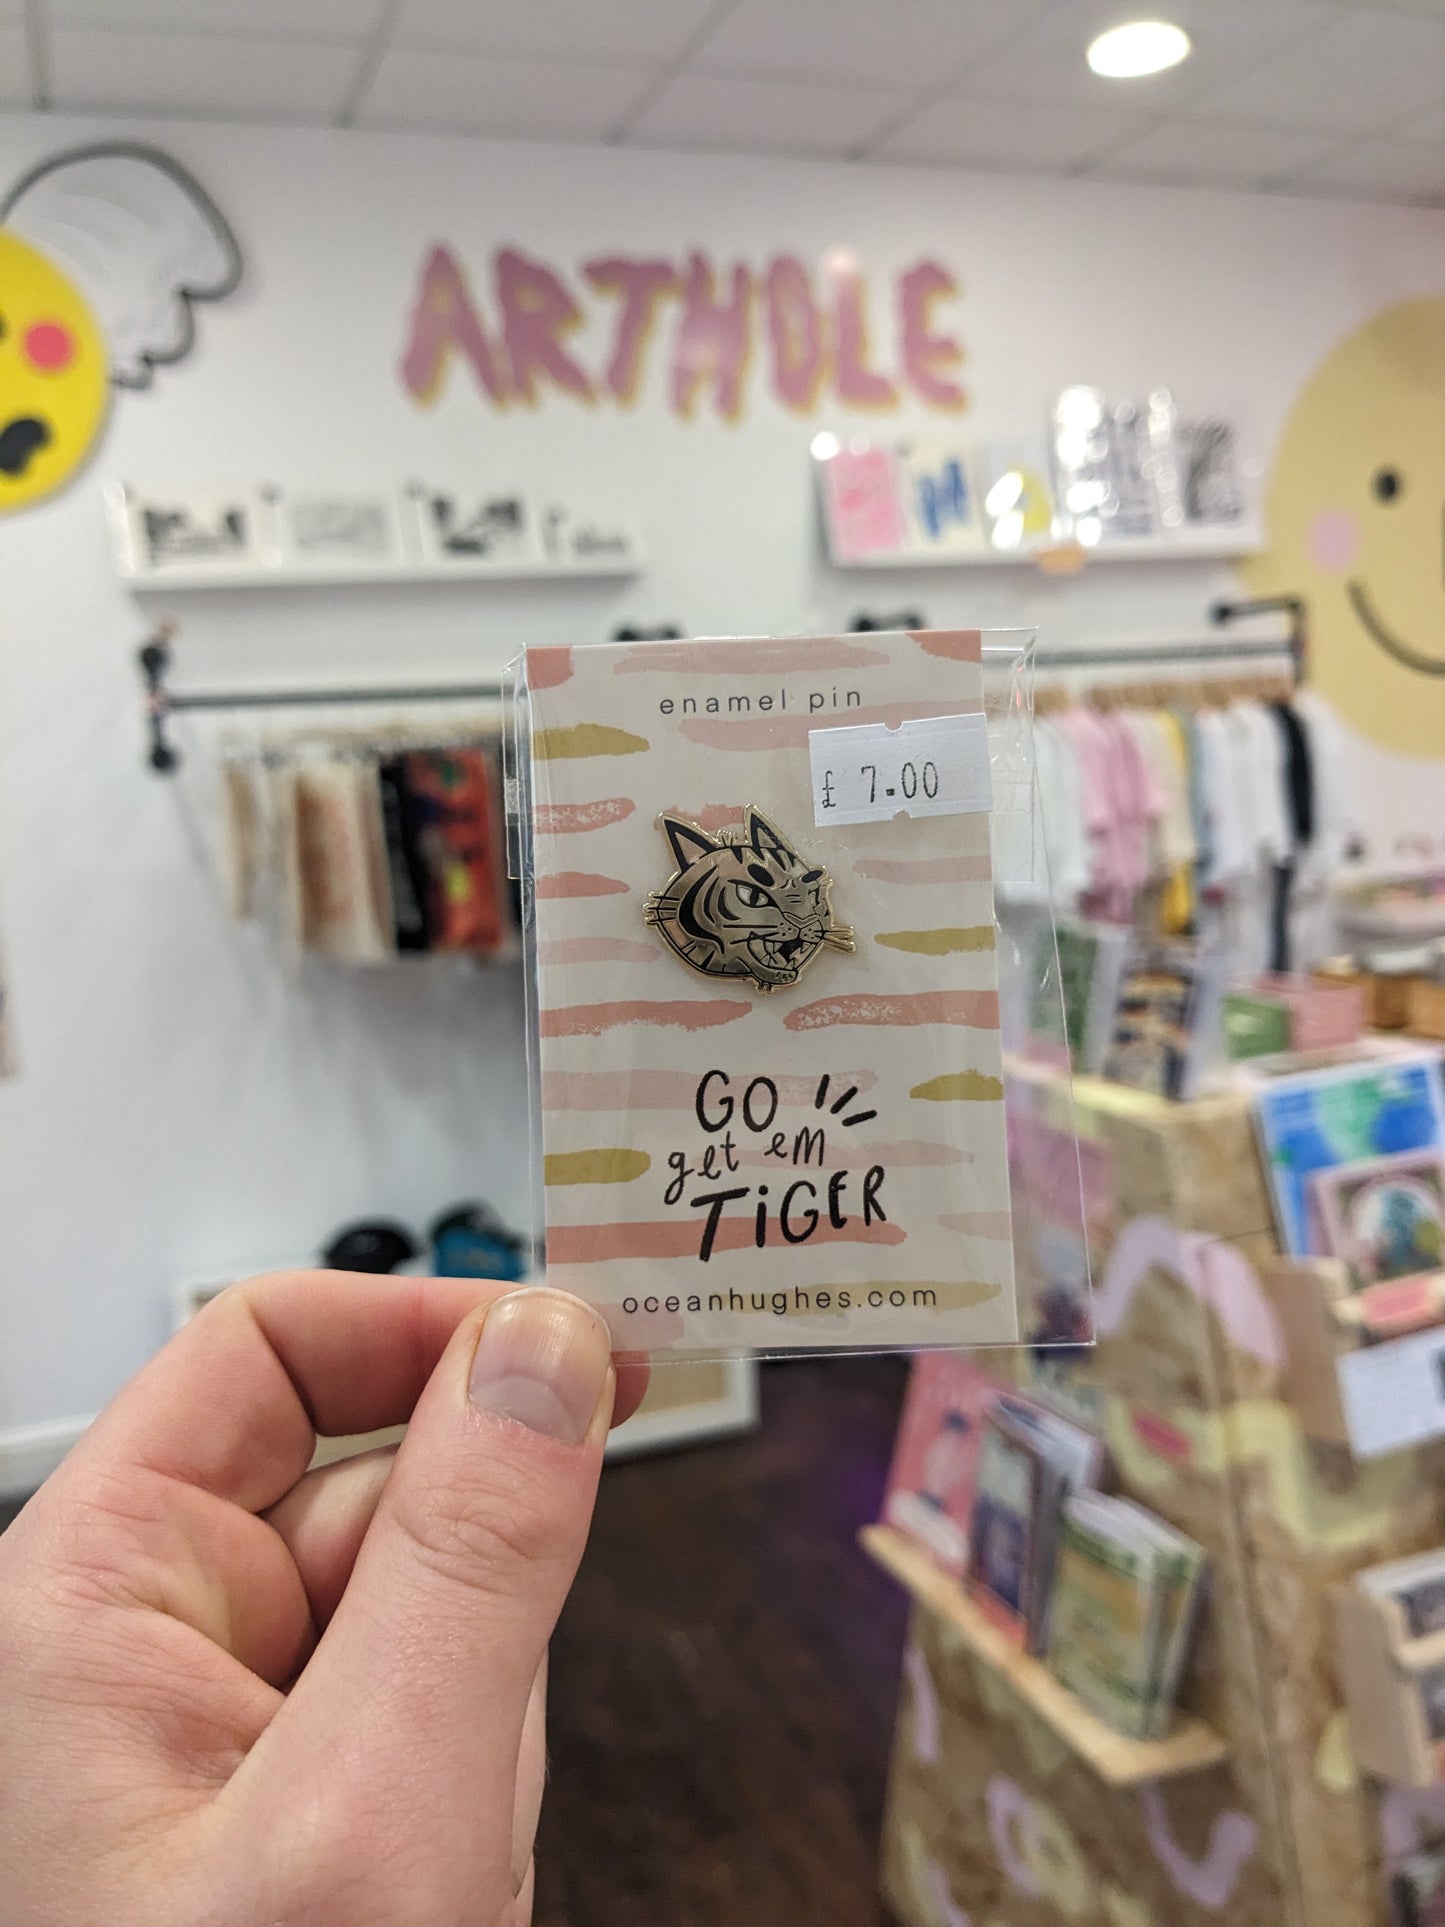 ARTHOLE
enamel pin
£ 7.00
GO
get em
TiGER
oceanhughes.com